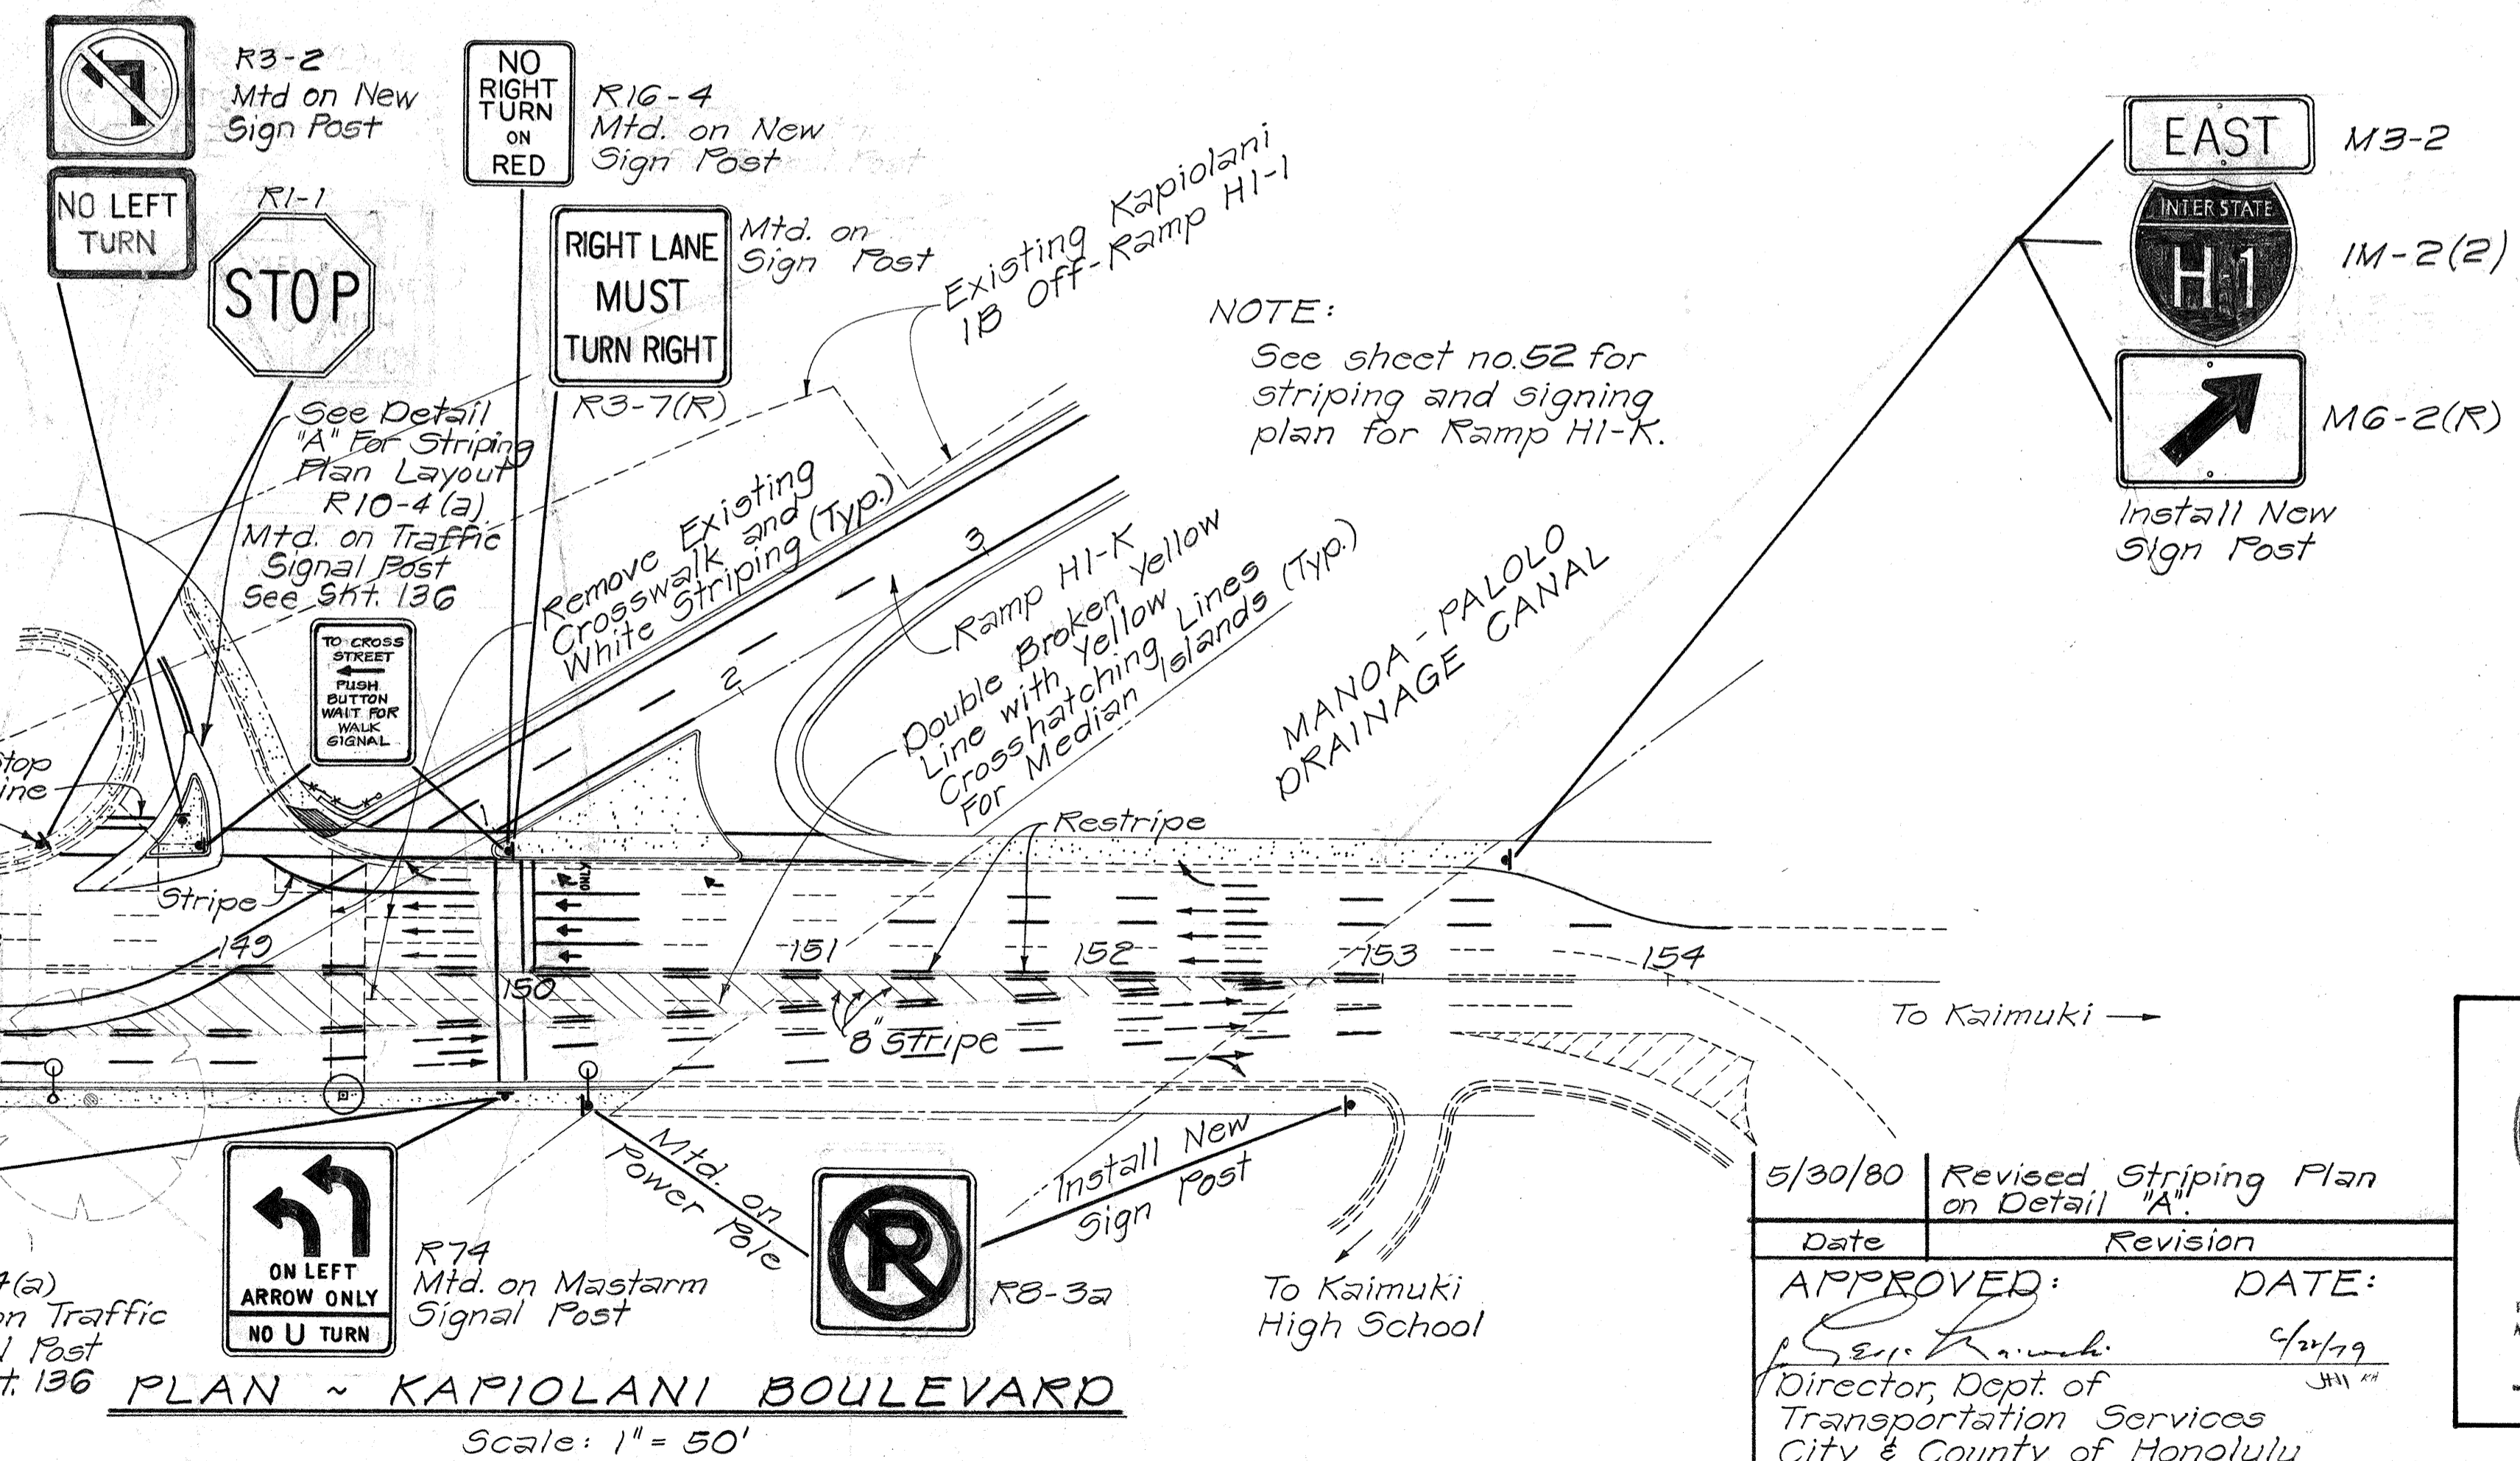 R3-2
Mtd on New
Sign Post
NO LEFT
TURN
R1-1
STOP
NO
RIGHT
TURN
ON
RED
R16-4
Mtd. on New
Sign Post
RIGHT LANE
MUST
TURN RIGHT
Mtd. on
Sign Post
R3-7(R)
Existing Kapiolani
1B Off-Ramp H1-1
NOTE:
See sheet no. 52 for
striping and signing
plan for Ramp H1-K.
EAST
M3-2
INTERSTATE
H-1
IM-2(2)
M6-2(R)
Install New
Sign Post
See Detail
"A" For Striping
Plan Layout
R10-4(a)
Mtd. on Traffic
Signal Post
See Sht. 136
TO CROSS
STREET
PUSH
BUTTON
WAIT FOR
WALK
SIGNAL
Remove Existing
Crosswalk and
White Striping (Typ.)
3
2
1
Ramp H1-K
Double Broken Yellow
Line with Yellow
Crosshatching Lines
For Median Islands (Typ.)
MANOA - PALOLO
DRAINAGE CANAL
Restripe
Stripe
ONLY
149
150
151
152
153
154
8" Stripe
To Kaimuki
Mtd. on
Power Pole
Install New
Sign Post
ON LEFT
ARROW ONLY
NO U TURN
R74
Mtd. on Mastarm
Signal Post
P
R8-3a
To Kaimuki
High School
(a)
on Traffic
Post
136
PLAN ~ KAPIOLANI BOULEVARD
Scale: 1" = 50'
5/30/80 Revised Striping Plan
on Detail "A".
Date Revision
APPROVED: DATE:
Director, Dept. of
Transportation Services
City & County of Honolulu